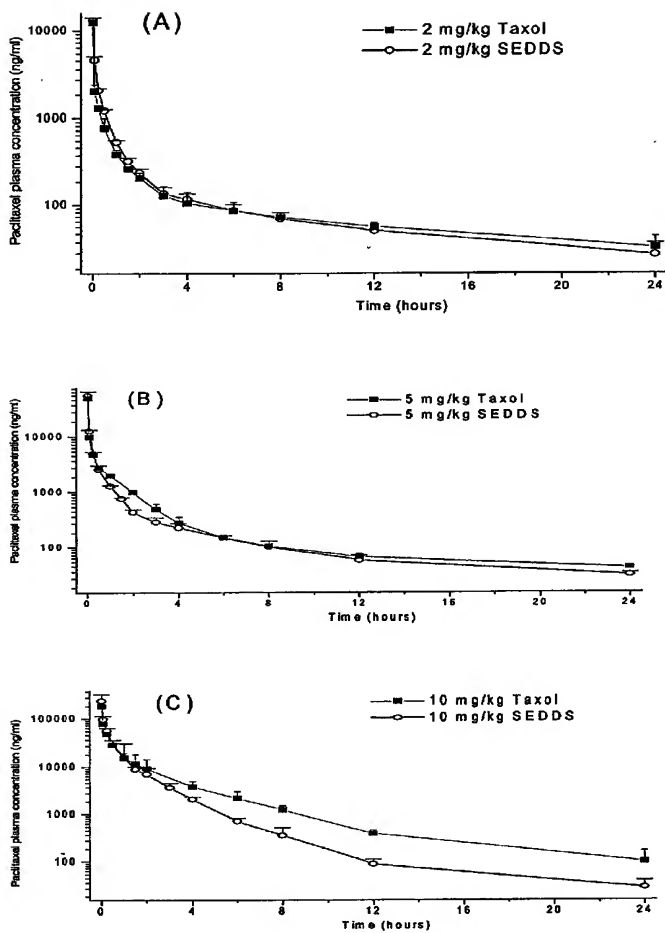 (A)
2 mg/kg Taxol
2 mg/kg SEDDS
Paclitaxel plasma concentration (ng/ml)
10000
1000
100
0 2 4 6 8 12 16 20 24
Time (hours)
(B)
5 mg/kg Taxol
5 mg/kg SEDDS
Paclitaxel plasma concentration (ng/ml)
10000
1000
100
0 4 8 12 16 20 24
Time (hours)
(C)
10 mg/kg Taxol
10 mg/kg SEDDS
Paclitaxel plasma concentration (ng/ml)
100000
10000
1000
100
0 4 8 12 16 20 24
Time (hours)